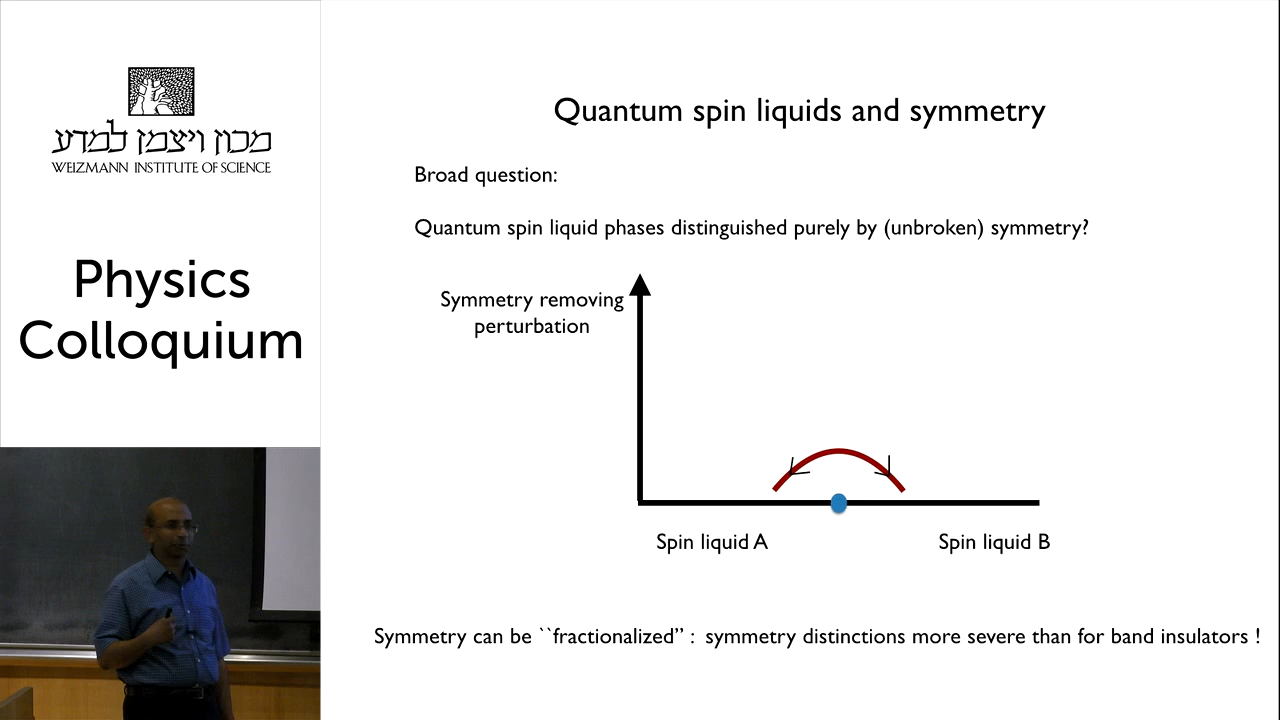 מכון ויצמן למדע
WEIZMANN INSTITUTE OF SCIENCE
Physics
Colloquium
Quantum spin liquids and symmetry
Broad question:
Quantum spin liquid phases distinguished purely by (unbroken) symmetry?
Symmetry removing
perturbation
Spin liquid A
Spin liquid B
Symmetry can be ``fractionalized” : symmetry distinctions more severe than for band insulators !